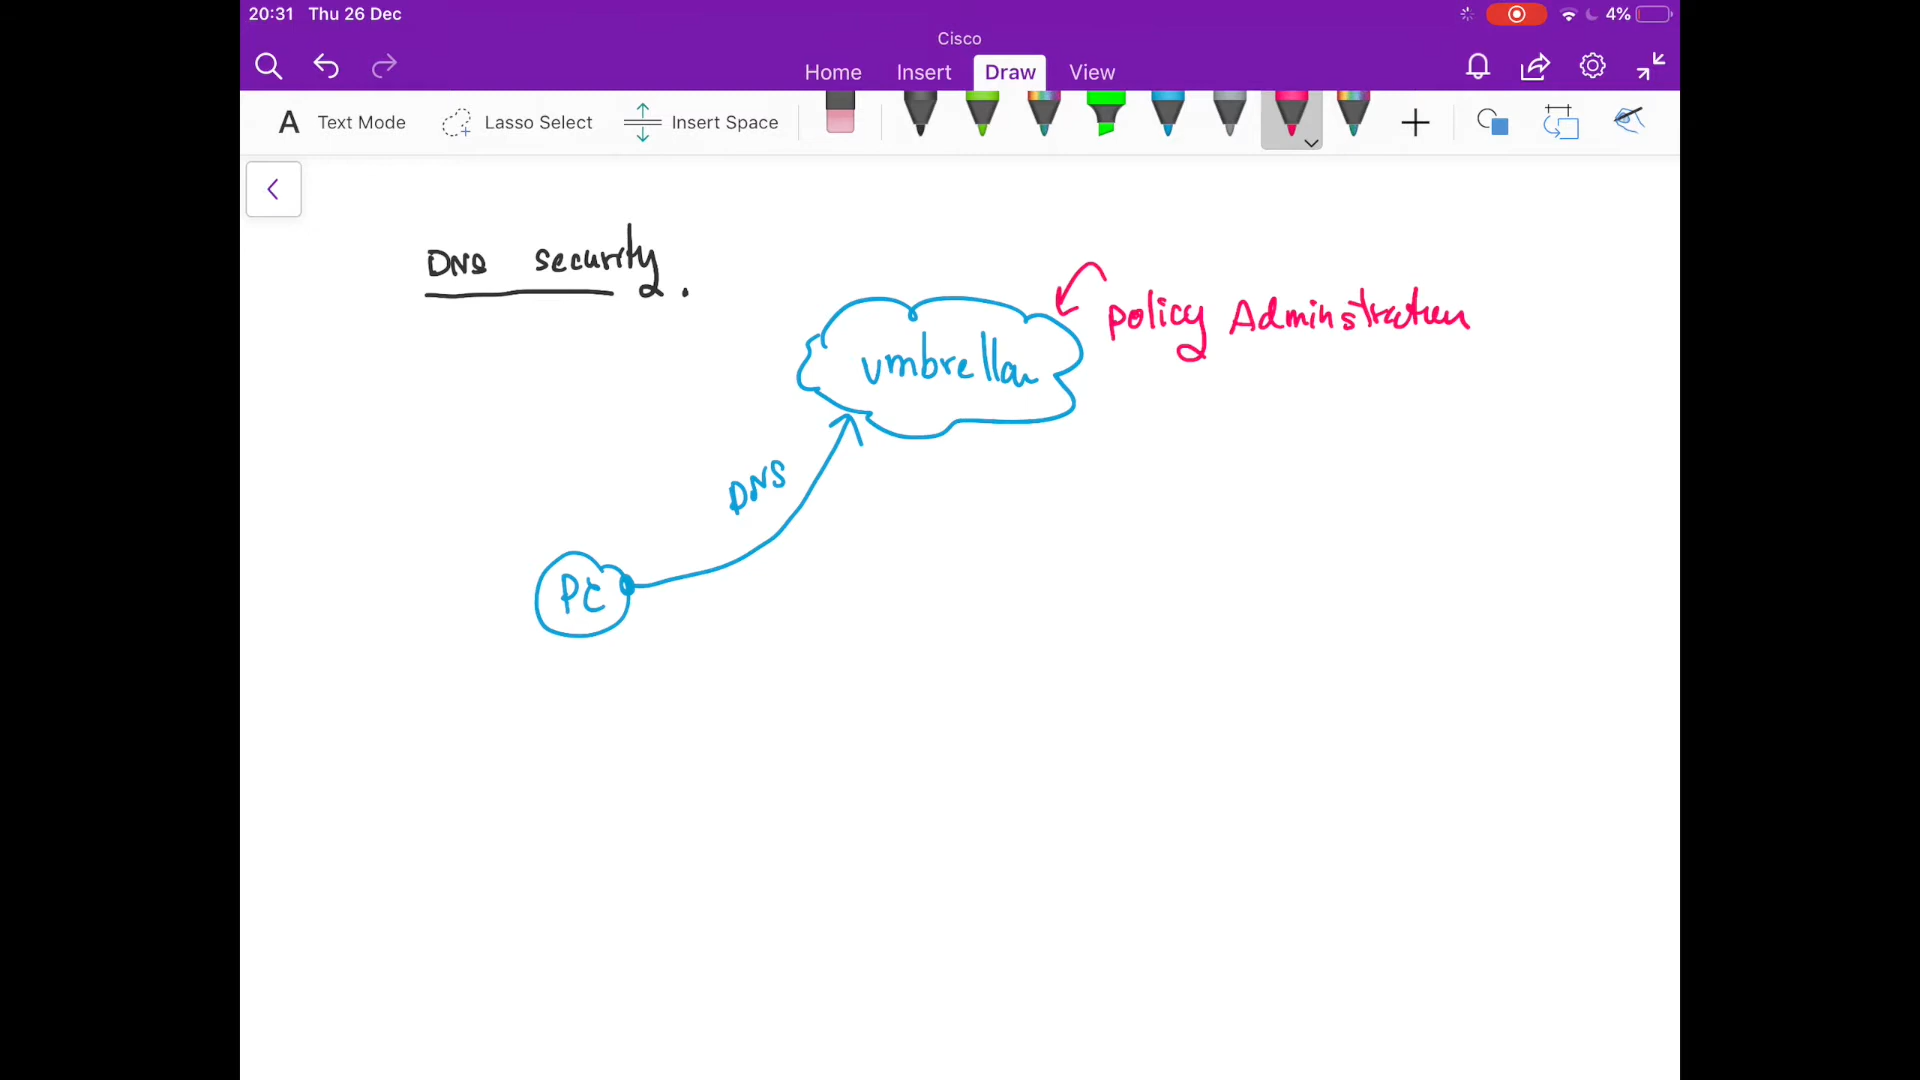 20:31 Thu 26 Dec
4%
Cisco
Home Insert Draw View
A Text Mode Lasso Select Insert Space
DNS security.
umbrella
policy Adminstration
DNS
PC